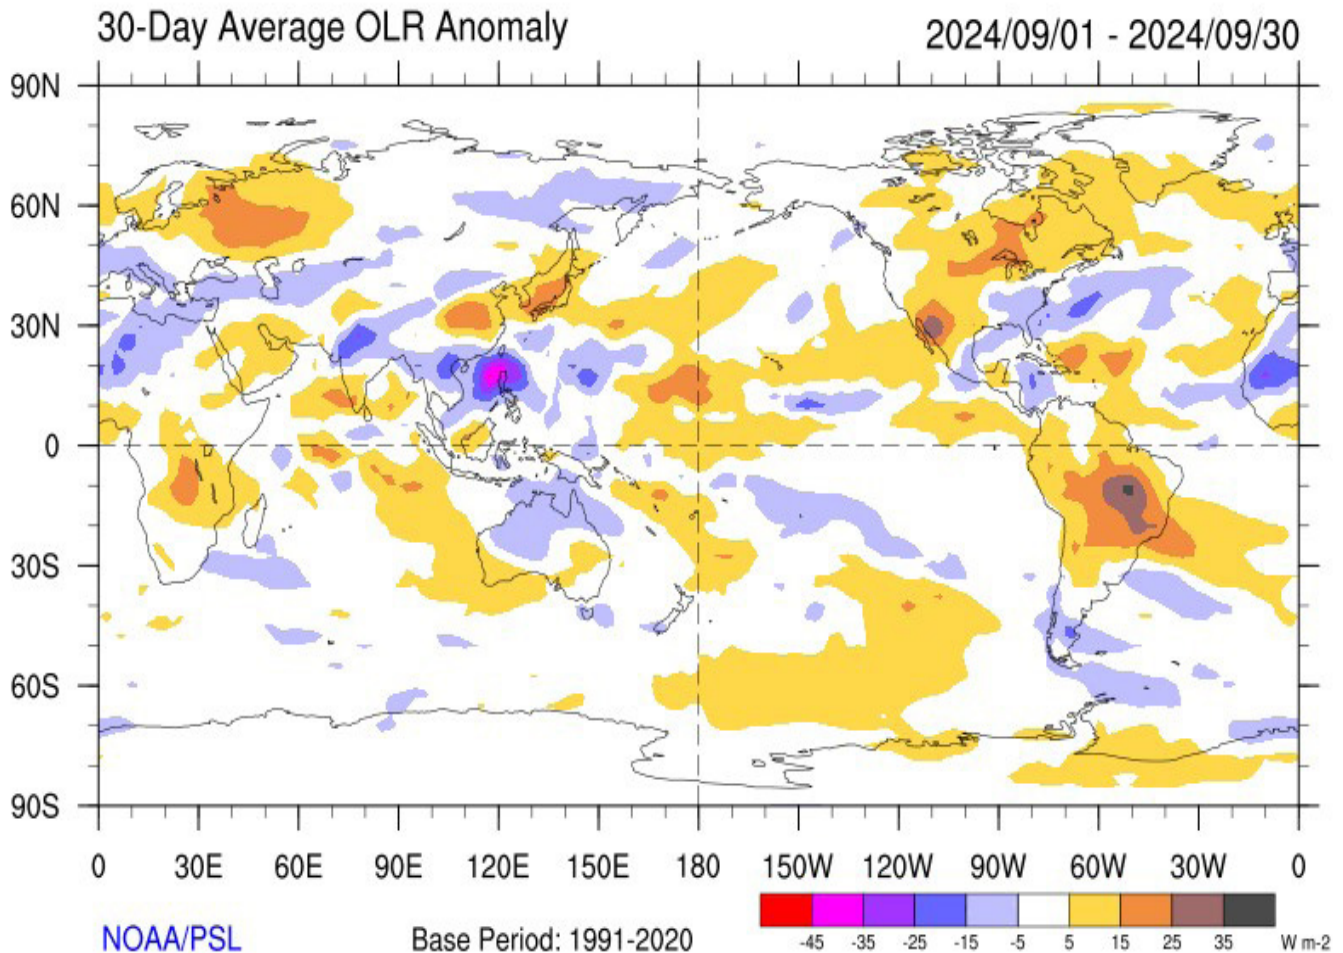 30-Day Average OLR Anomaly 2024/09/01 - 2024/09/30
90N
60N
30N
0
30S
60S
90S
0 30E 60E 90E 120E 150E 180 150W 120W 90W 60W 30W 0
NOAA/PSL Base Period: 1991-2020
-45 -35 -25 -15 -5 5 15 25 35 W m-2